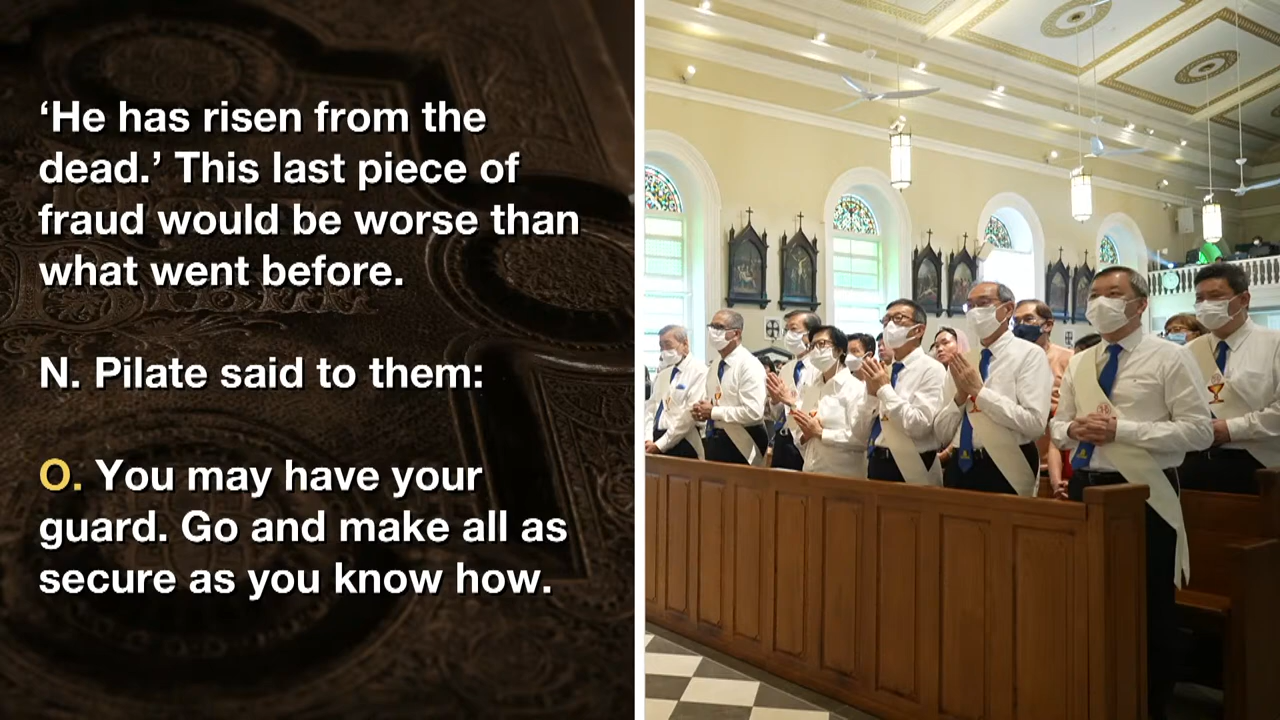 ‘He has risen from the
dead.’ This last piece of
fraud would be worse than
what went before.
N. Pilate said to them:
O. You may have your
guard. Go and make all as
secure as you know how.